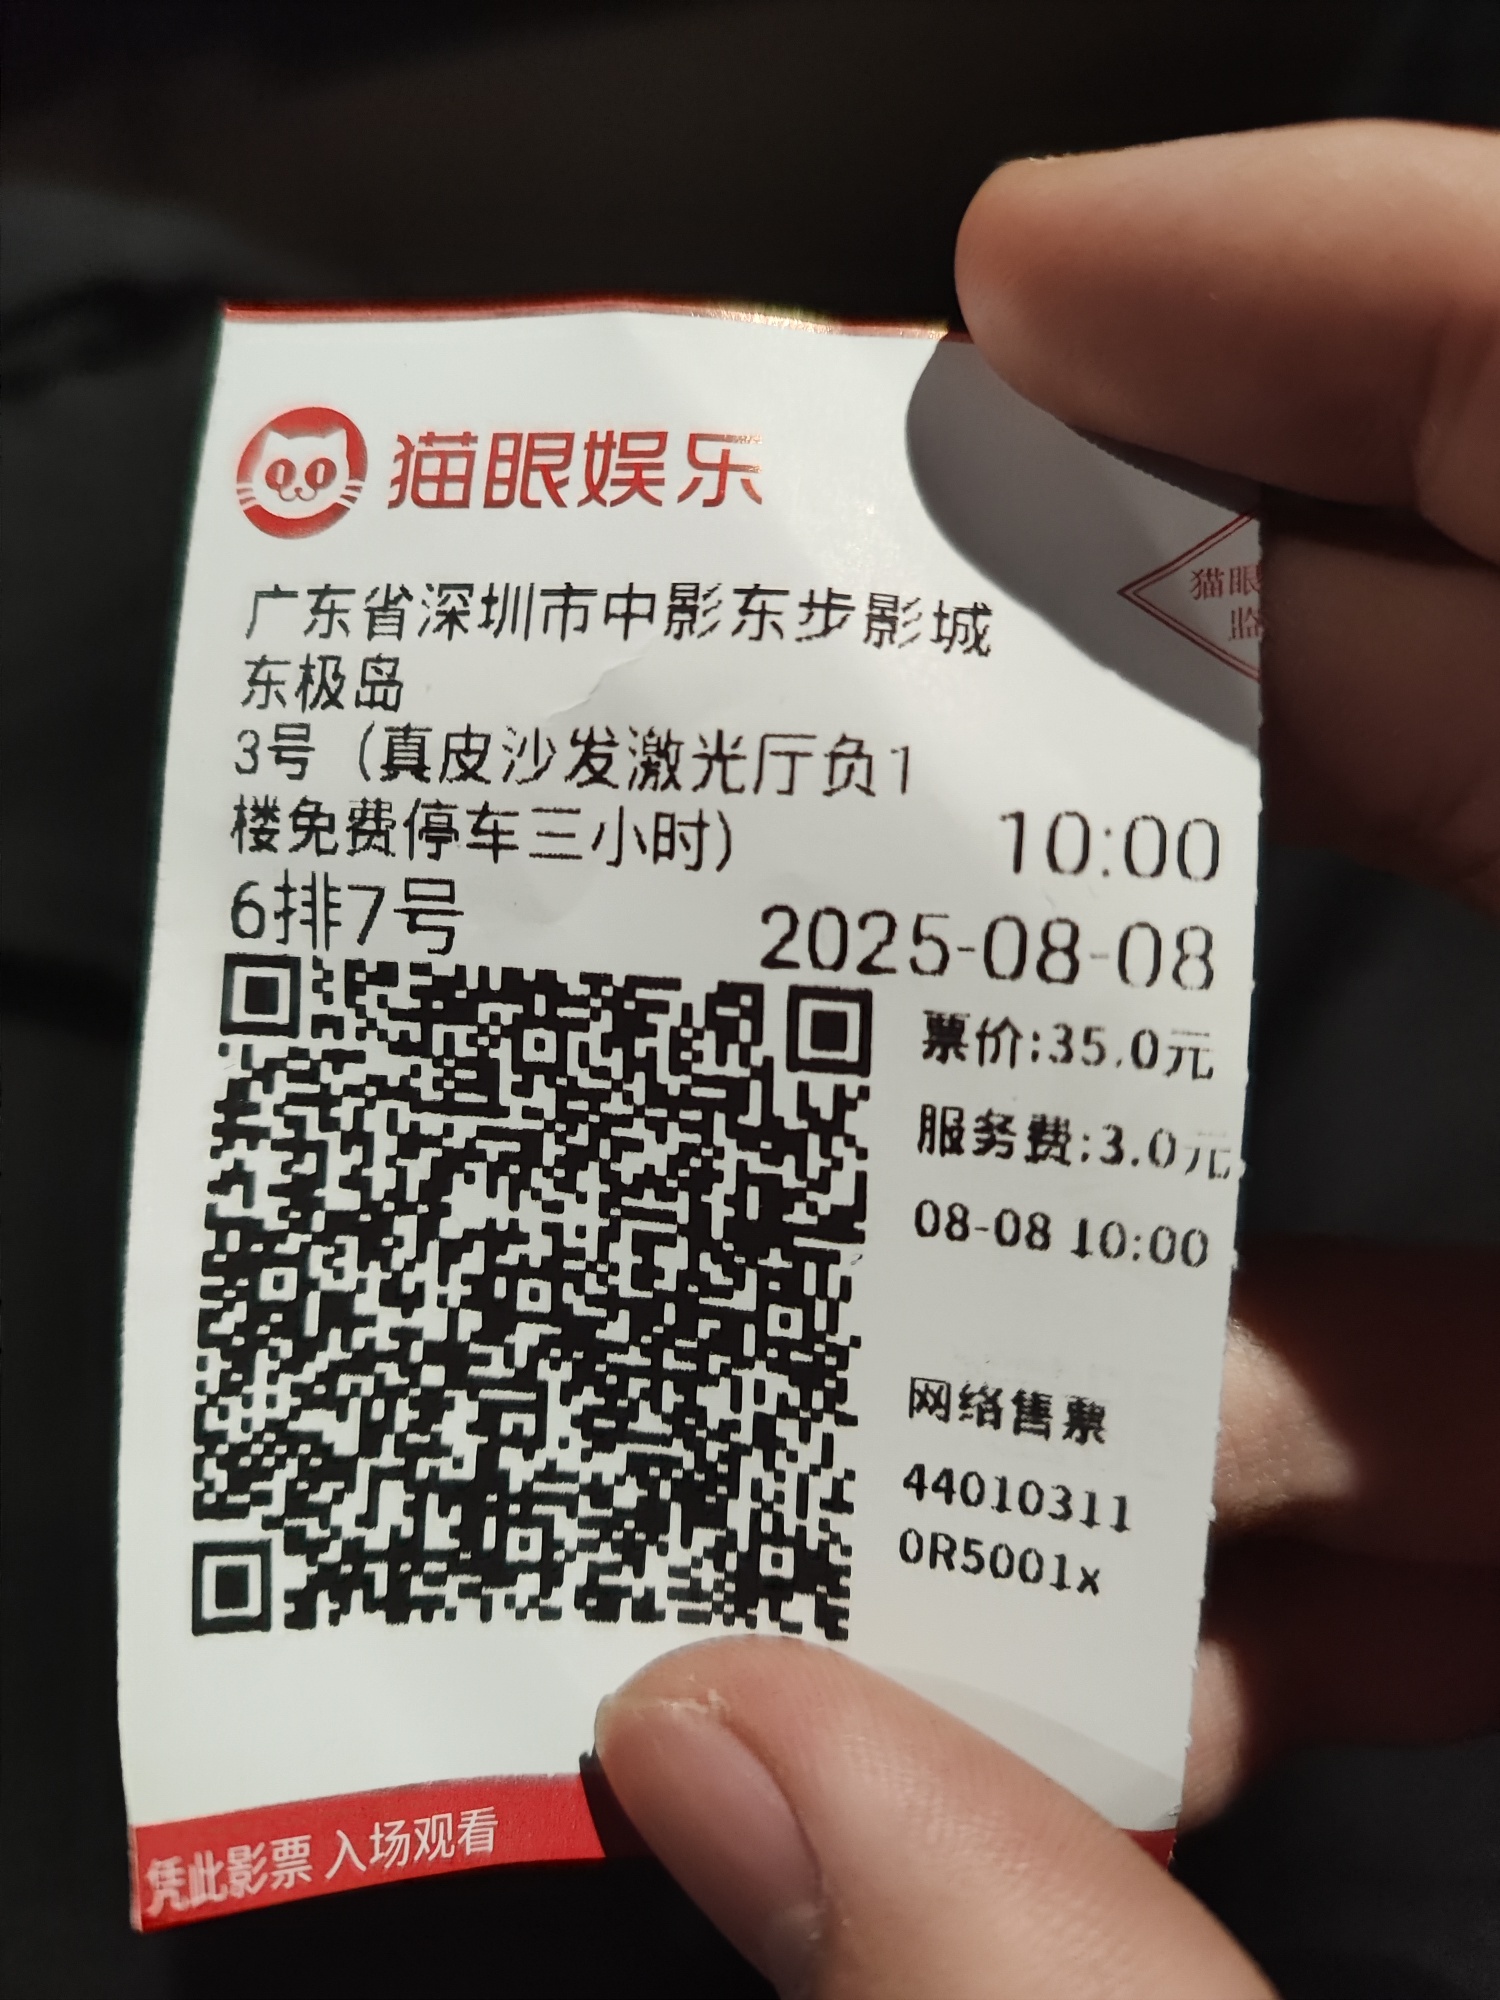 猫眼娱乐
猫眼
监
广东省深圳市中影东步影城
东极岛
3号（真皮沙发激光厅负1
楼免费停车三小时）
10:00
6排7号
2025-08-08
票价:35.0元
服务费:3.0元
08-08 10:00
网络售票
44010311
0R5001x
凭此影票 入场观看